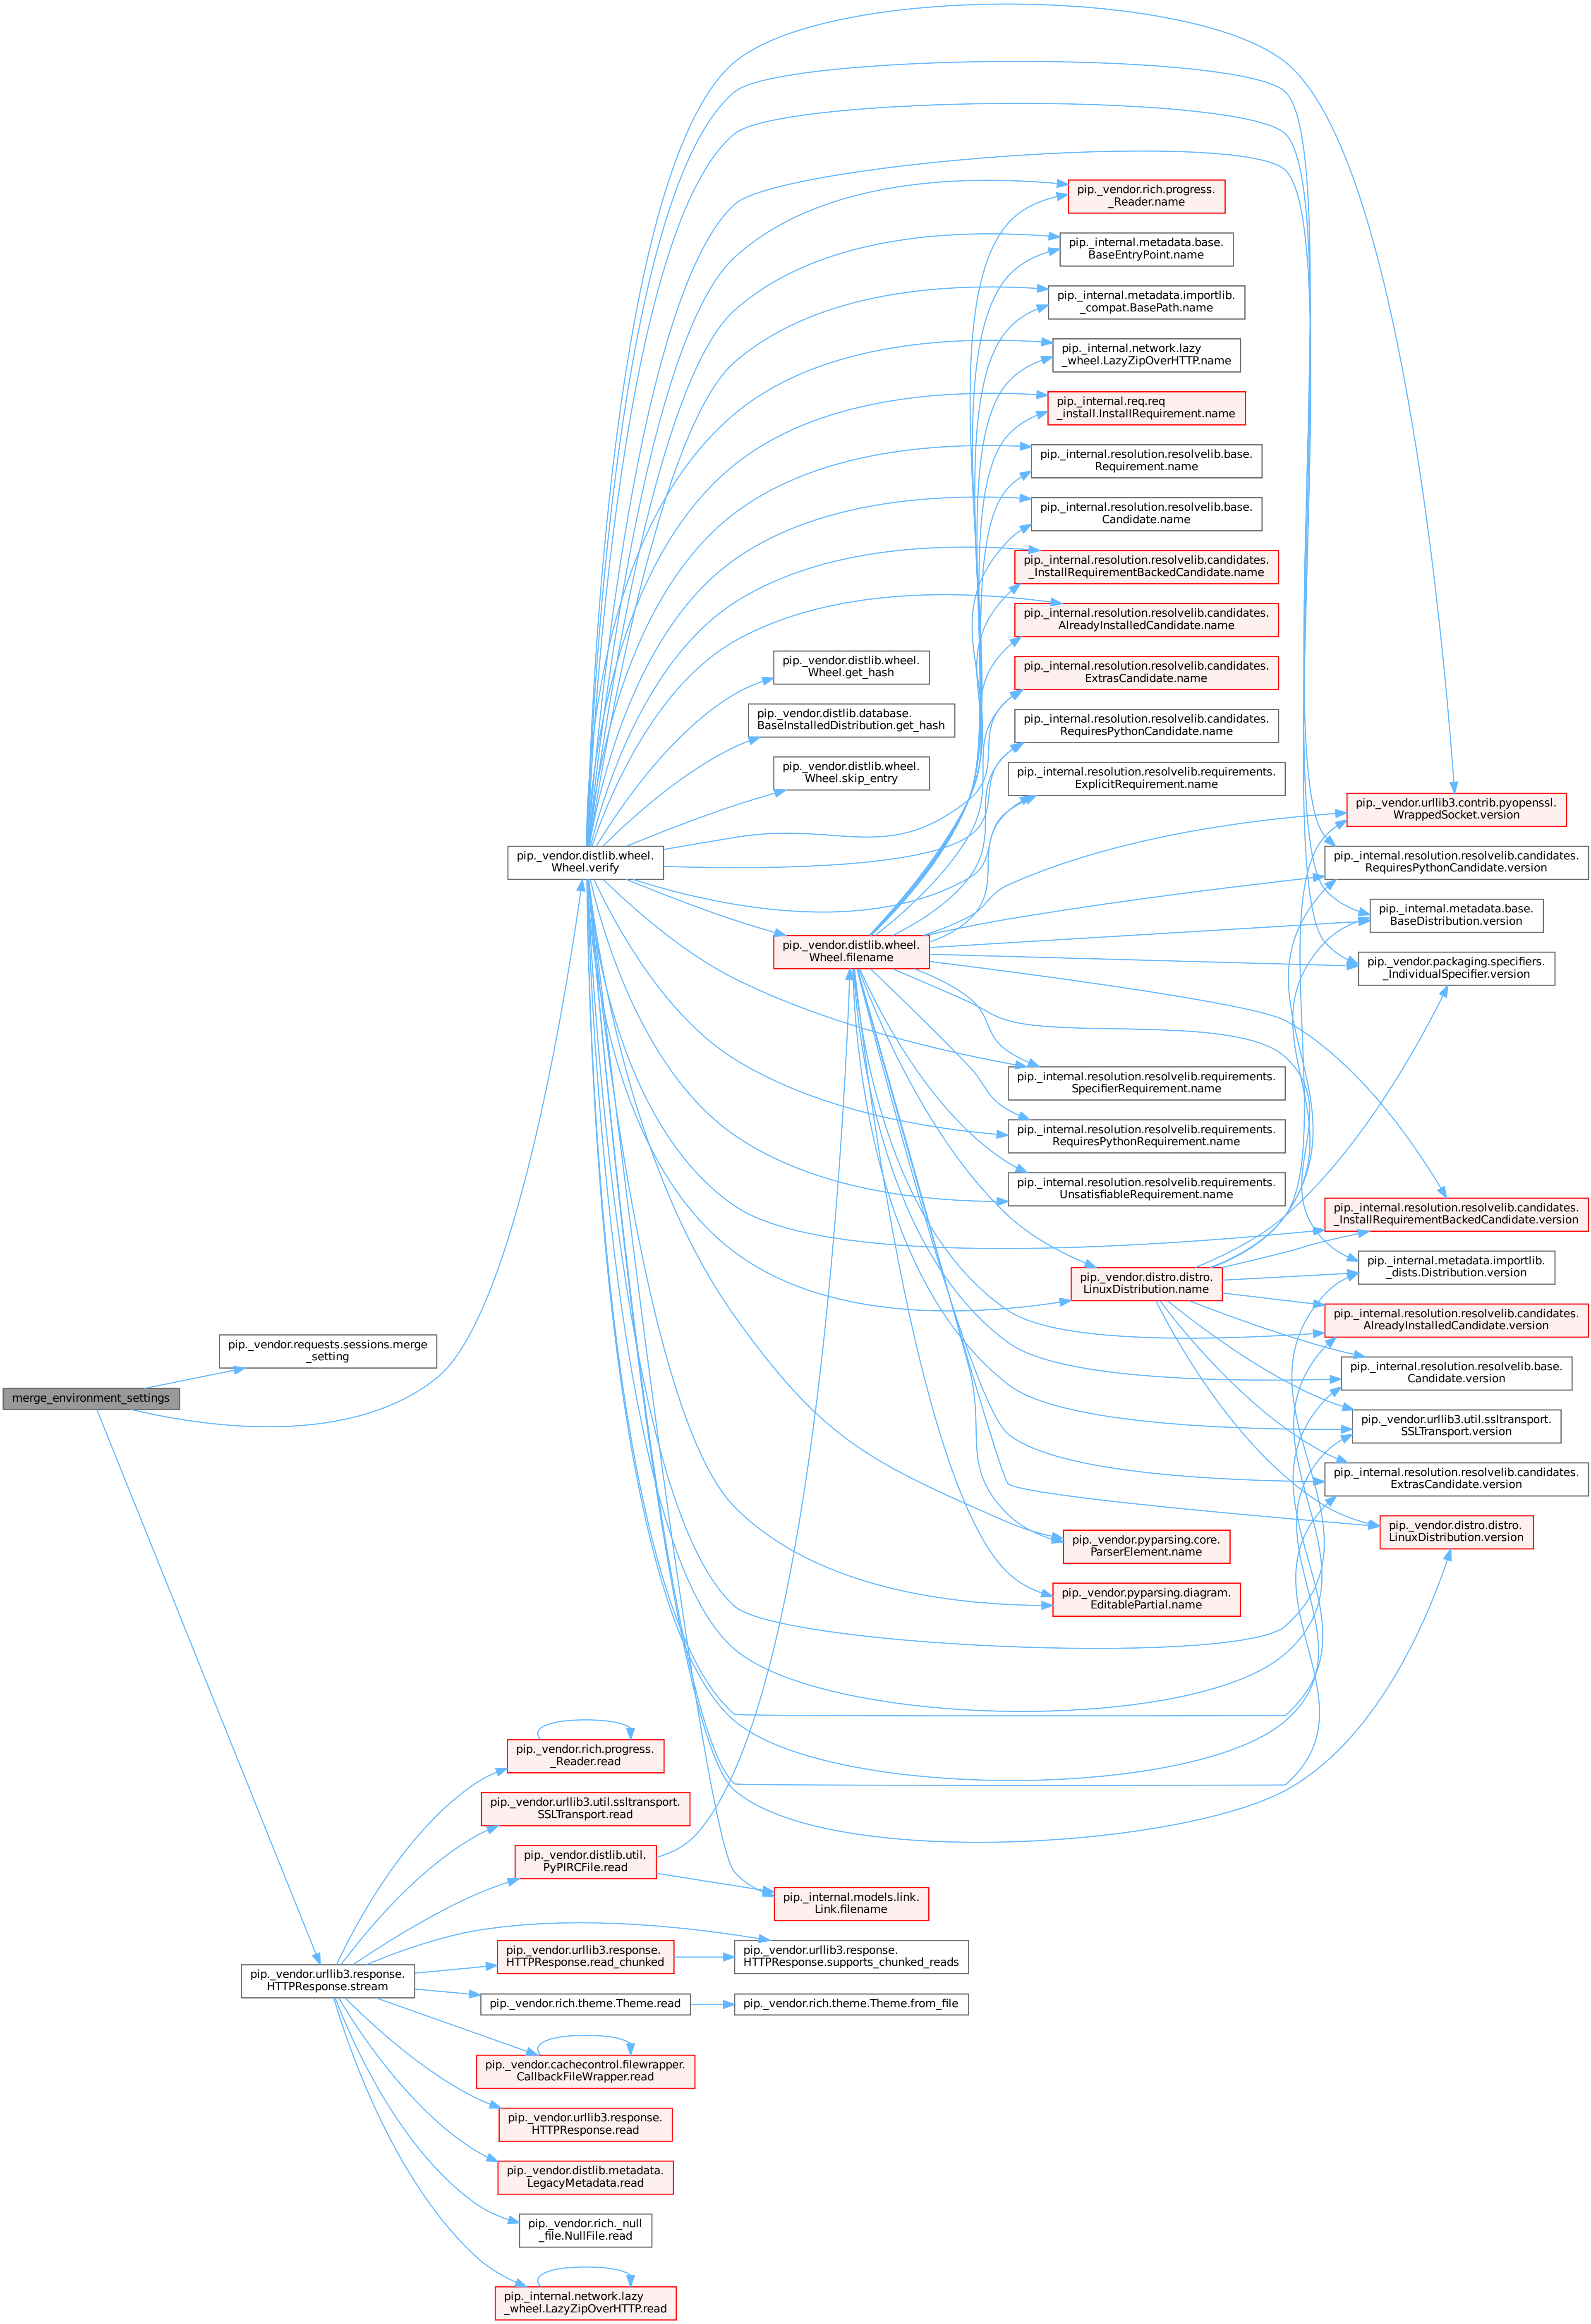 pip._vendor.rich.progress.
_Reader.name
pip._internal.metadata.base.
BaseEntryPoint.name
pip._internal.metadata.importlib.
_compat.BasePath.name
pip._internal.network.lazy
_wheel.LazyZipOverHTTP.name
pip._internal.req.req
_install.InstallRequirement.name
pip._internal.resolution.resolvelib.base.
Requirement.name
pip._internal.resolution.resolvelib.base.
Candidate.name
pip._internal.resolution.resolvelib.candidates.
_InstallRequirementBackedCandidate.name
pip._internal.resolution.resolvelib.candidates.
AlreadyInstalledCandidate.name
pip._vendor.distlib.wheel.
Wheel.get_hash
pip._internal.resolution.resolvelib.candidates.
ExtrasCandidate.name
pip._vendor.distlib.database.
BaseInstalledDistribution.get_hash
pip._internal.resolution.resolvelib.candidates.
RequiresPythonCandidate.name
pip._vendor.distlib.wheel.
Wheel.skip_entry
pip._internal.resolution.resolvelib.requirements.
ExplicitRequirement.name
pip._vendor.urllib3.contrib.pyopenssl.
WrappedSocket.version
pip._vendor.distlib.wheel.
Wheel.verify
pip._internal.resolution.resolvelib.candidates.
RequiresPythonCandidate.version
pip._internal.metadata.base.
BaseDistribution.version
pip._vendor.distlib.wheel.
Wheel.filename
pip._vendor.packaging.specifiers.
_IndividualSpecifier.version
pip._internal.resolution.resolvelib.requirements.
SpecifierRequirement.name
pip._internal.resolution.resolvelib.requirements.
RequiresPythonRequirement.name
pip._internal.resolution.resolvelib.requirements.
UnsatisfiableRequirement.name
pip._internal.resolution.resolvelib.candidates.
_InstallRequirementBackedCandidate.version
pip._internal.metadata.importlib.
_dists.Distribution.version
pip._vendor.distro.distro.
LinuxDistribution.name
pip._internal.resolution.resolvelib.candidates.
AlreadyInstalledCandidate.version
pip._vendor.requests.sessions.merge
_setting
pip._internal.resolution.resolvelib.base.
Candidate.version
merge_environment_settings
pip._vendor.urllib3.util.ssltransport.
SSLTransport.version
pip._internal.resolution.resolvelib.candidates.
ExtrasCandidate.version
pip._vendor.distro.distro.
LinuxDistribution.version
pip._vendor.pyparsing.core.
ParserElement.name
pip._vendor.pyparsing.diagram.
EditablePartial.name
pip._vendor.rich.progress.
_Reader.read
pip._vendor.urllib3.util.ssltransport.
SSLTransport.read
pip._vendor.distlib.util.
PyPIRCFile.read
pip._internal.models.link.
Link.filename
pip._vendor.urllib3.response.
HTTPResponse.read_chunked
pip._vendor.urllib3.response.
HTTPResponse.supports_chunked_reads
pip._vendor.urllib3.response.
HTTPResponse.stream
pip._vendor.rich.theme.Theme.read
pip._vendor.rich.theme.Theme.from_file
pip._vendor.cachecontrol.filewrapper.
CallbackFileWrapper.read
pip._vendor.urllib3.response.
HTTPResponse.read
pip._vendor.distlib.metadata.
LegacyMetadata.read
pip._vendor.rich._null
_file.NullFile.read
pip._internal.network.lazy
_wheel.LazyZipOverHTTP.read